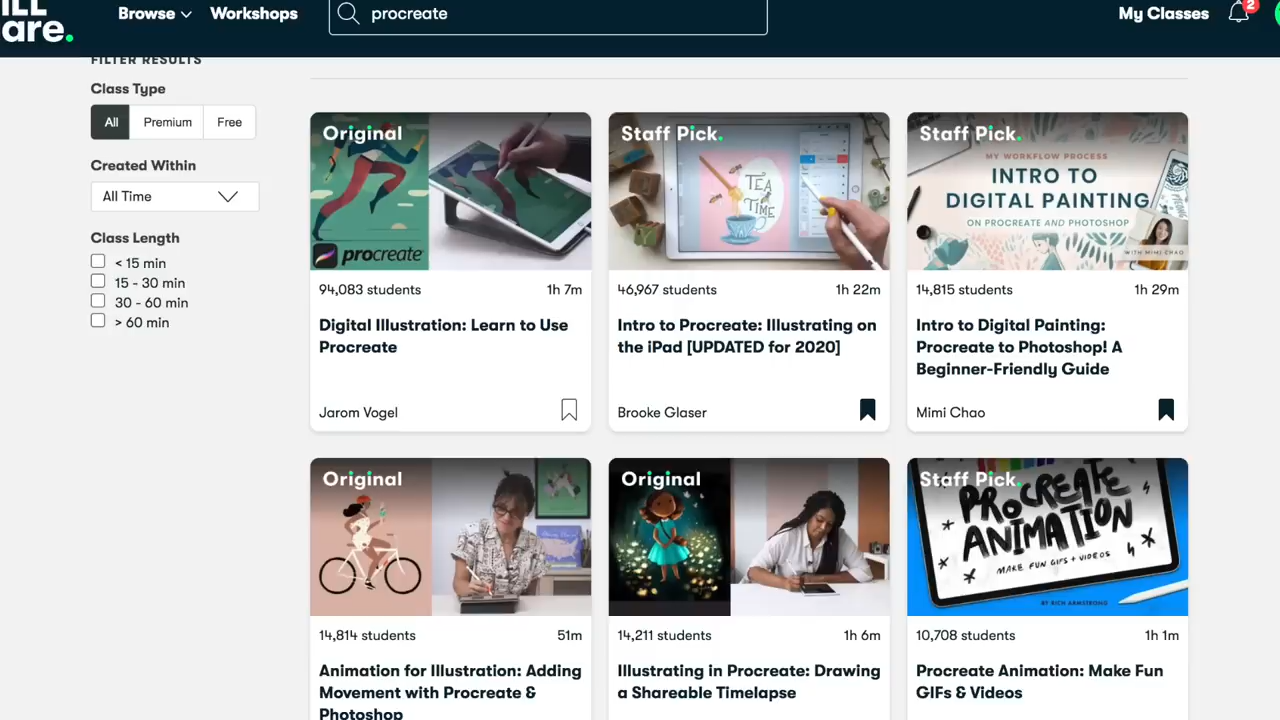 ILL
are.
Browse
Workshops
procreate
My Classes
2
FILTER RESULTS
Class Type
All
Premium
Free
Created Within
All Time
Class Length
< 15 min
15 - 30 min
30 - 60 min
> 60 min
Original
procreate
94,083 students
1h 7m
Digital Illustration: Learn to Use
Procreate
Jarom Vogel
Staff Pick.
TEA
TIME
46,967 students
1h 22m
Intro to Procreate: Illustrating on
the iPad [UPDATED for 2020]
Brooke Glaser
Staff Pick.
MY WORKFLOW PROCESS
INTRO TO
DIGITAL PAINTING
ON PROCREATE AND PHOTOSHOP
WITH MIMI CHAO
14,815 students
1h 29m
Intro to Digital Painting:
Procreate to Photoshop! A
Beginner-Friendly Guide
Mimi Chao
Original
14,814 students
51m
Animation for Illustration: Adding
Movement with Procreate &
Photoshop
Original
14,211 students
1h 6m
Illustrating in Procreate: Drawing
a Shareable Timelapse
Staff Pick.
PROCREATE
ANIMATION
MAKE FUN GIFS + VIDEOS
BY RICH ARMSTRONG
10,708 students
1h 1m
Procreate Animation: Make Fun
GIFs & Videos